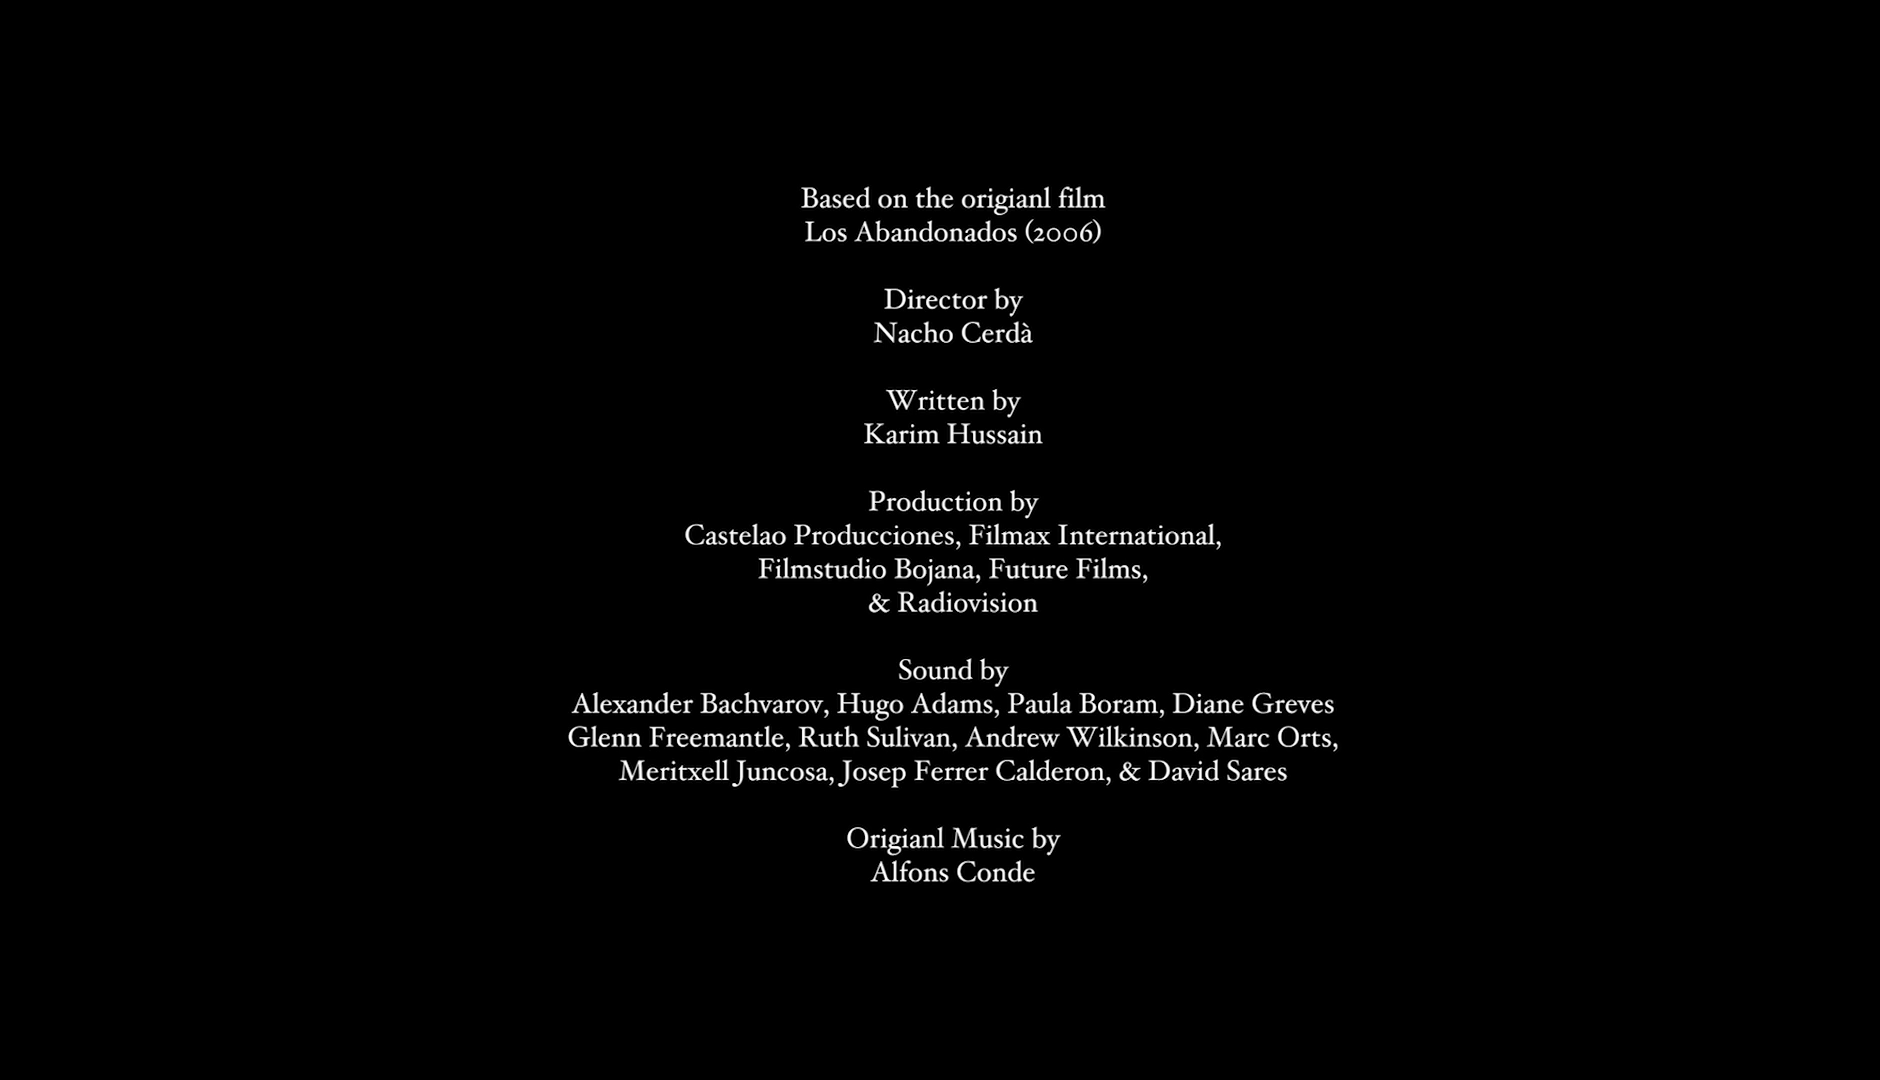 Based on the origianl film
Los Abandonados (2006)
Director by
Nacho Cerdà
Written by
Karim Hussain
Production by
Castelao Producciones, Filmax International,
Filmstudio Bojana, Future Films,
& Radiovision
Sound by
Alexander Bachvarov, Hugo Adams, Paula Boram, Diane Greves
Glenn Freemantle, Ruth Sulivan, Andrew Wilkinson, Marc Orts,
Meritxell Juncosa, Josep Ferrer Calderon, & David Sares
Origianl Music by
Alfons Conde